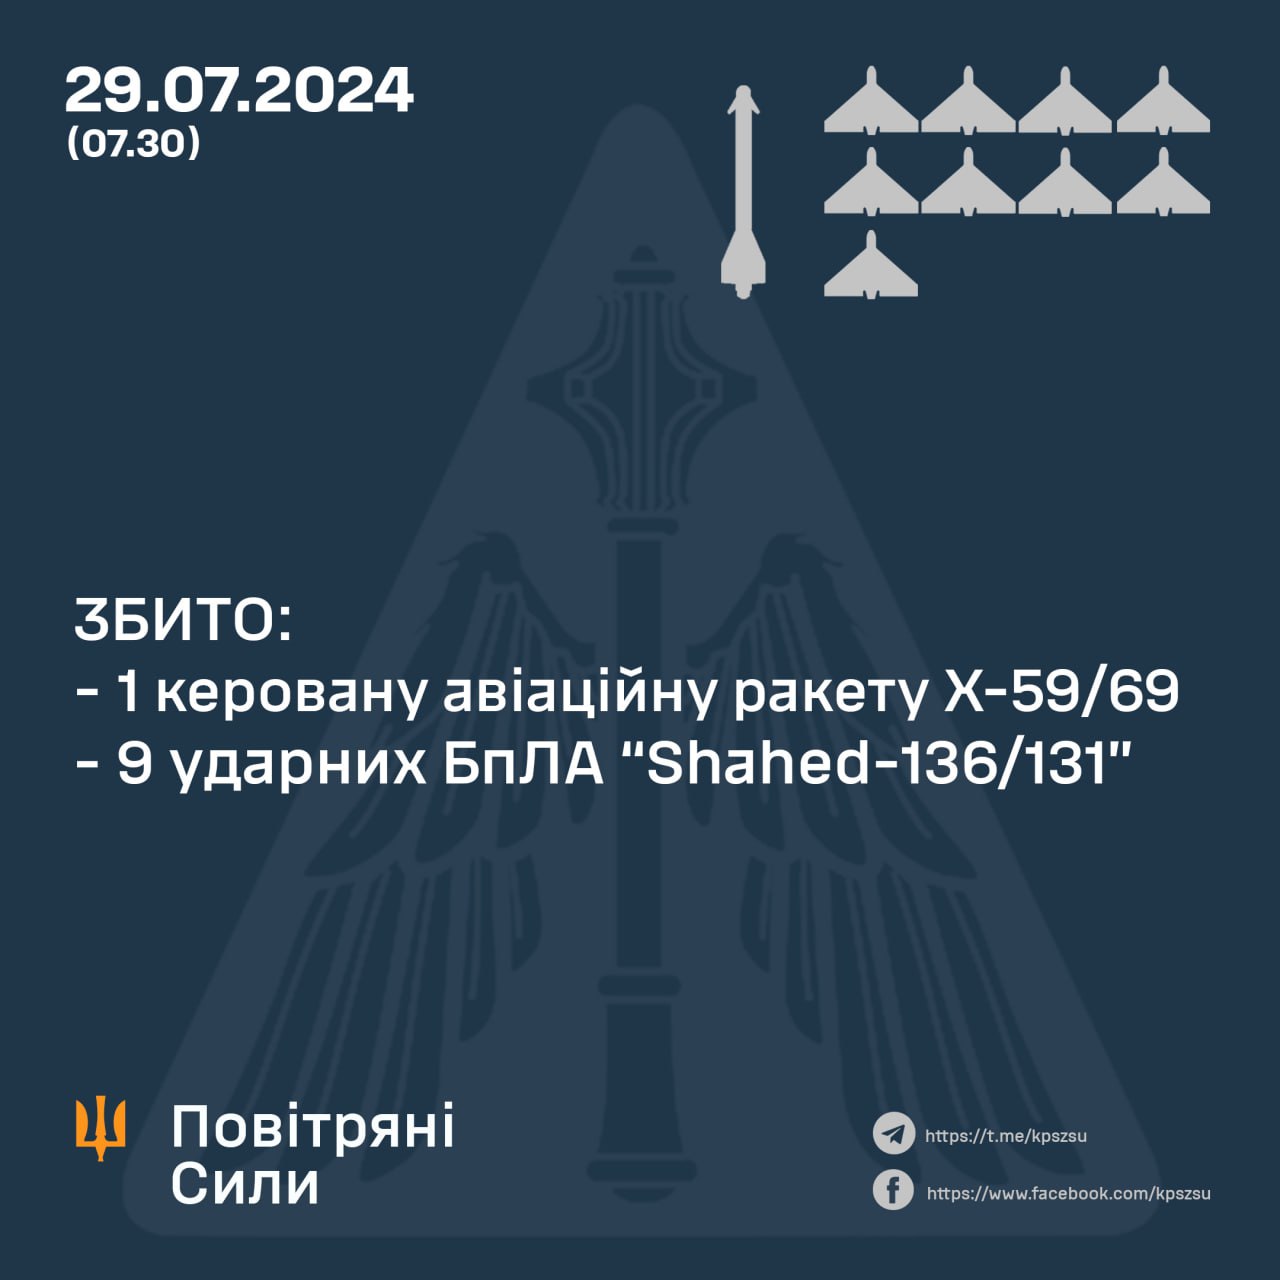 29.07.2024
(07.30)
ЗБИТО:
- 1 керовану авіаційну ракету Х-59/69
- 9 ударних БпЛА “Shahed-136/131”
Повітряні
Сили
https://t.me/kpszsu
https://www.facebook.com/kpszsu